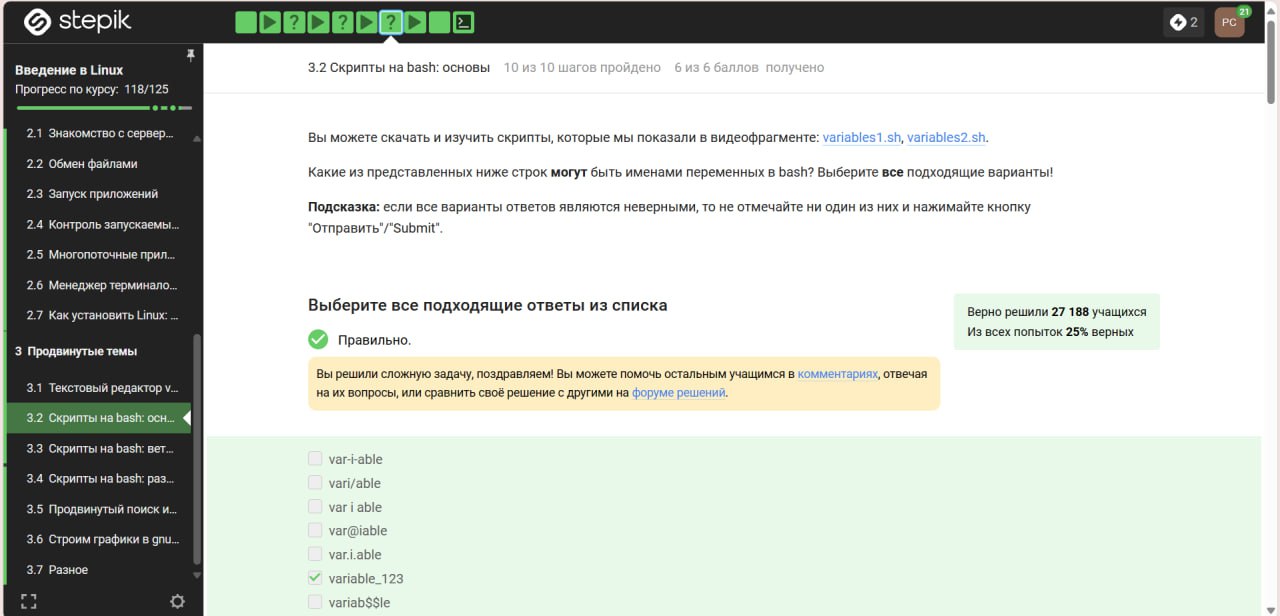 stepik
2
PC
21
Введение в Linux
Прогресс по курсу: 118/125
2.1 Знакомство с сервер...
2.2 Обмен файлами
2.3 Запуск приложений
2.4 Контроль запускаемы...
2.5 Многопоточные прил...
2.6 Менеджер терминало...
2.7 Как установить Linux: ...
3 Продвинутые темы
3.1 Текстовый редактор v...
3.2 Скрипты на bash: осн...
3.3 Скрипты на bash: вет...
3.4 Скрипты на bash: раз...
3.5 Продвинутый поиск и...
3.6 Строим графики в gnu...
3.7 Разное
3.2 Скрипты на bash: основы 10 из 10 шагов пройдено 6 из 6 баллов получено
Вы можете скачать и изучить скрипты, которые мы показали в видеофрагменте: variables1.sh, variables2.sh.
Какие из представленных ниже строк могут быть именами переменных в bash? Выберите все подходящие варианты!
Подсказка: если все варианты ответов являются неверными, то не отмечайте ни один из них и нажимайте кнопку
"Отправить"/"Submit".
Выберите все подходящие ответы из списка
Верно решили 27 188 учащихся
Из всех попыток 25% верных
Правильно.
Вы решили сложную задачу, поздравляем! Вы можете помочь остальным учащимся в комментариях, отвечая
на их вопросы, или сравнить своё решение с другими на форуме решений.
var-i-able
vari/able
var i able
var@iable
var.i.able
variable_123
variab$$le